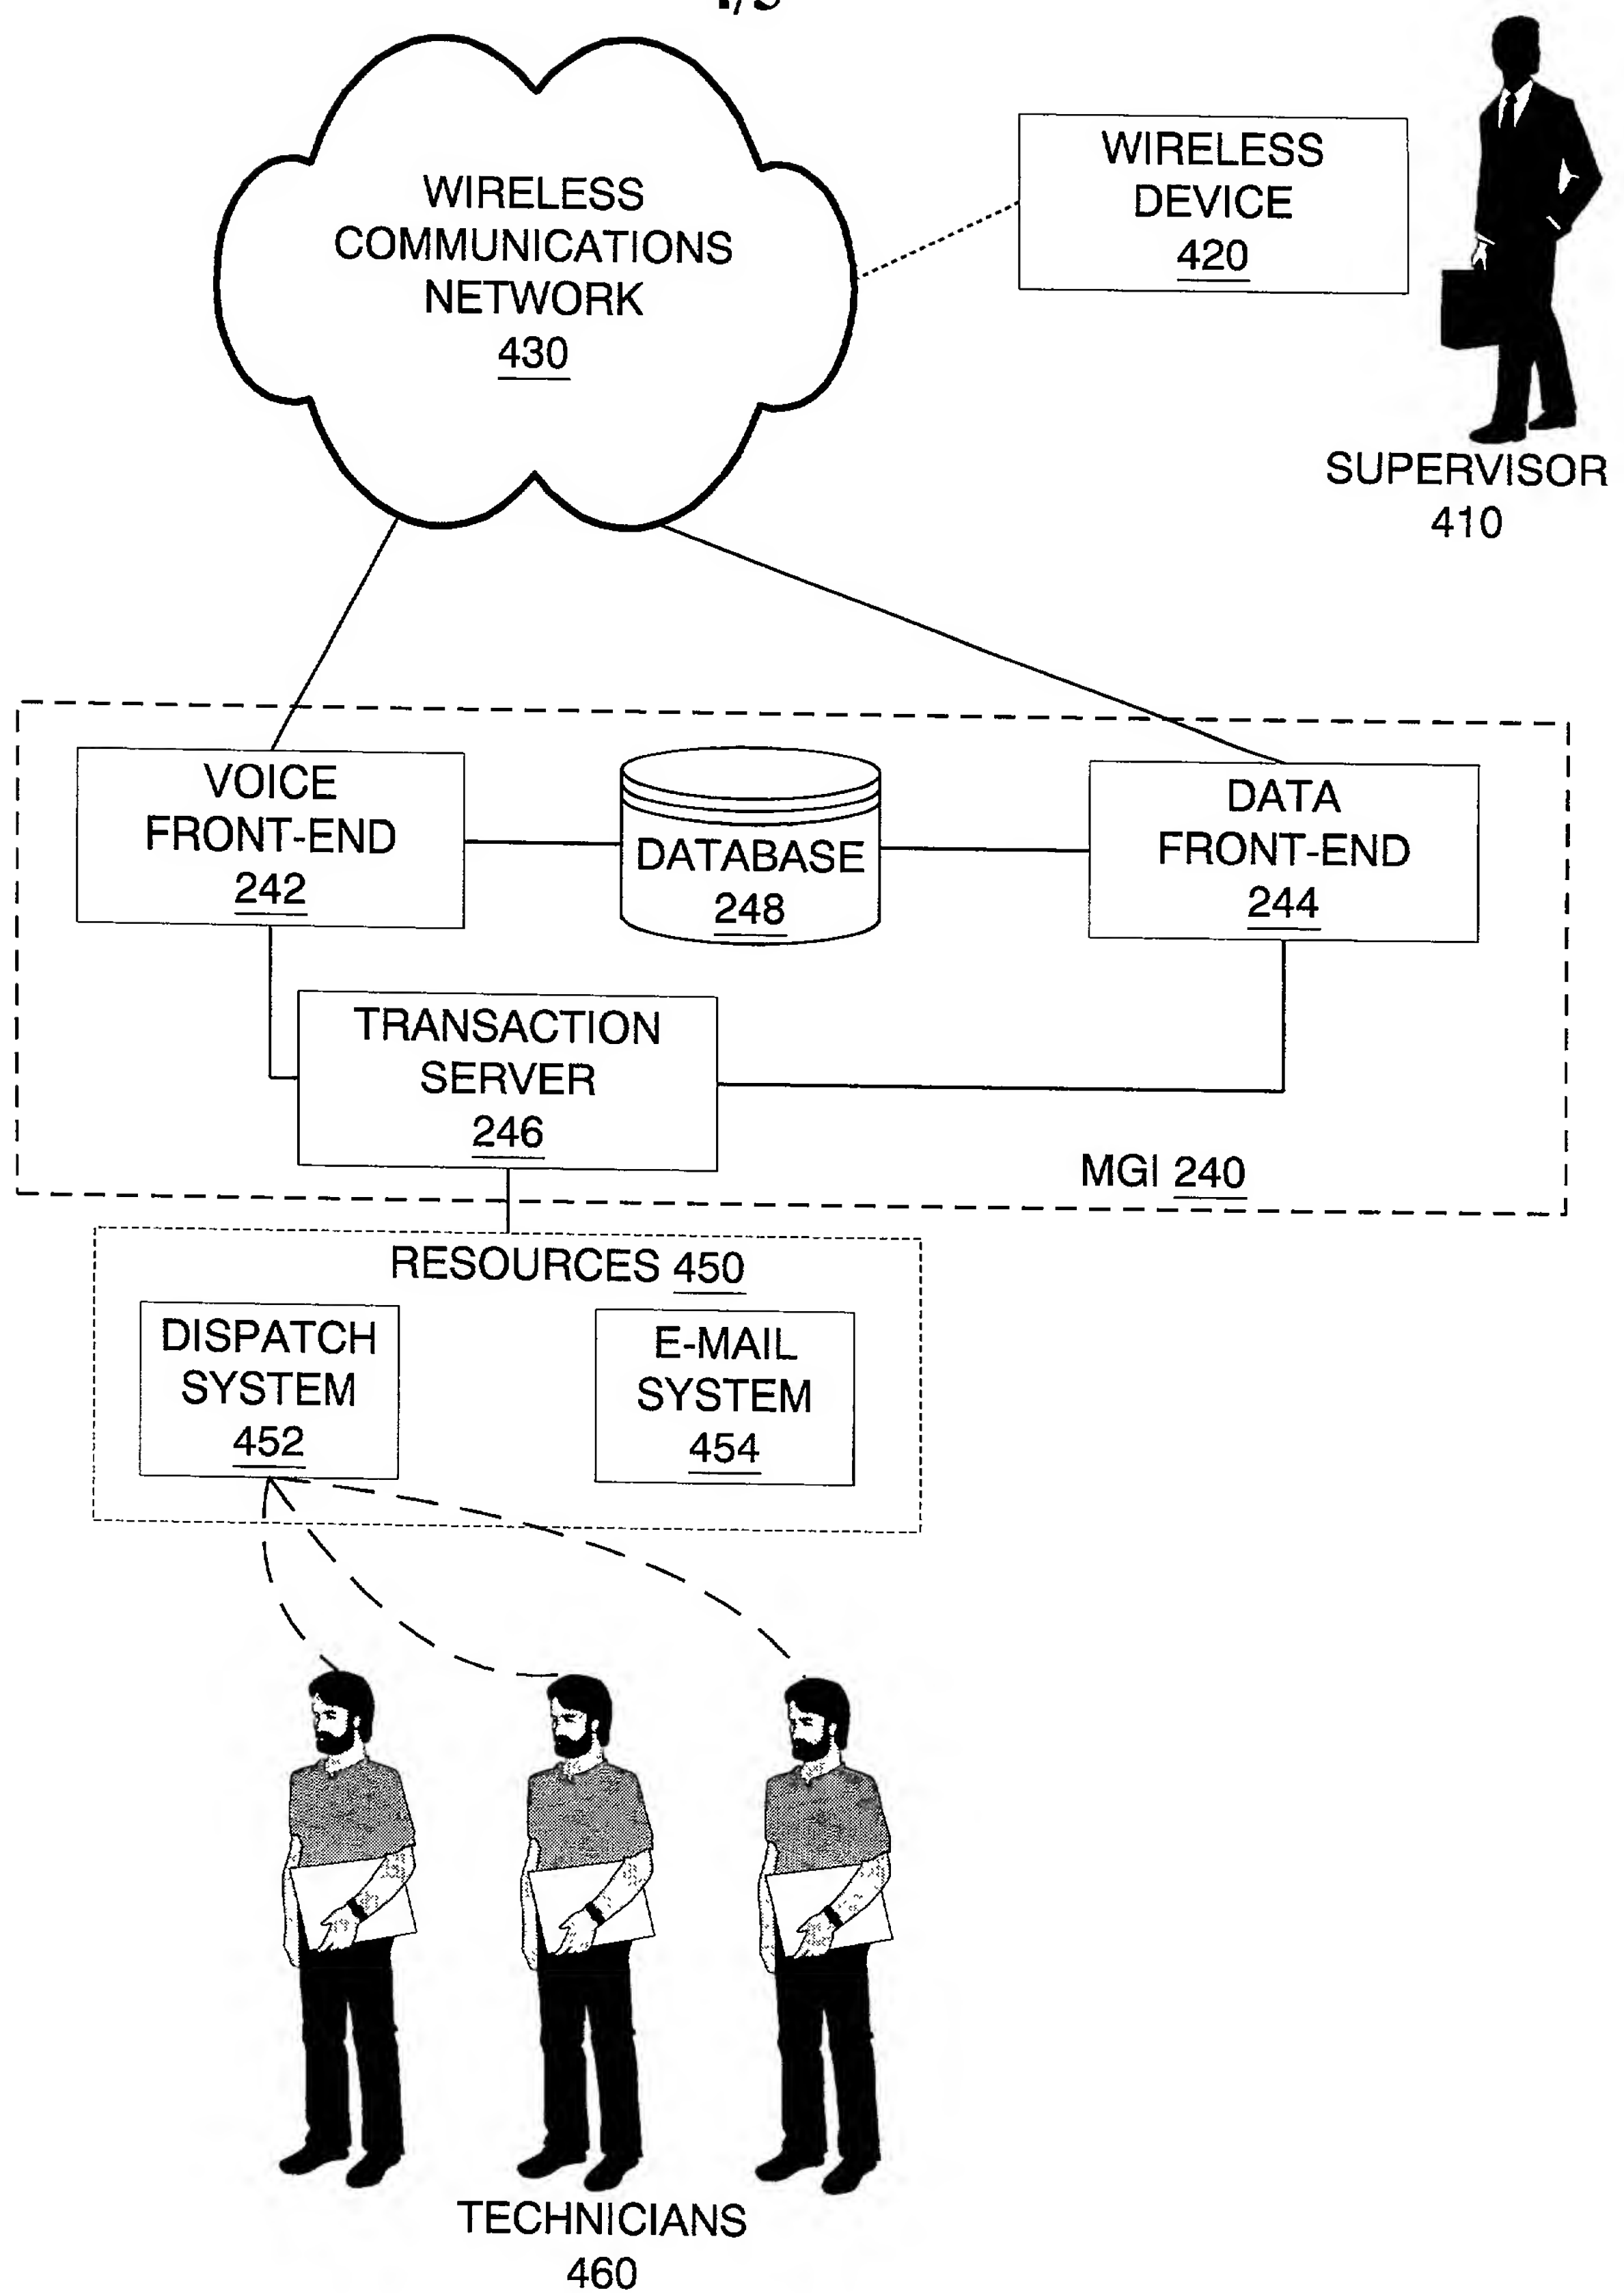 WIRELESS
COMMUNICATIONS
NETWORK
430
WIRELESS
DEVICE
420
SUPERVISOR
410
VOICE
FRONT-END
242
DATABASE
248
DATA
FRONT-END
244
TRANSACTION
SERVER
246
MGI 240
RESOURCES 450
DISPATCH
SYSTEM
452
E-MAIL
SYSTEM
454
TECHNICIANS
460